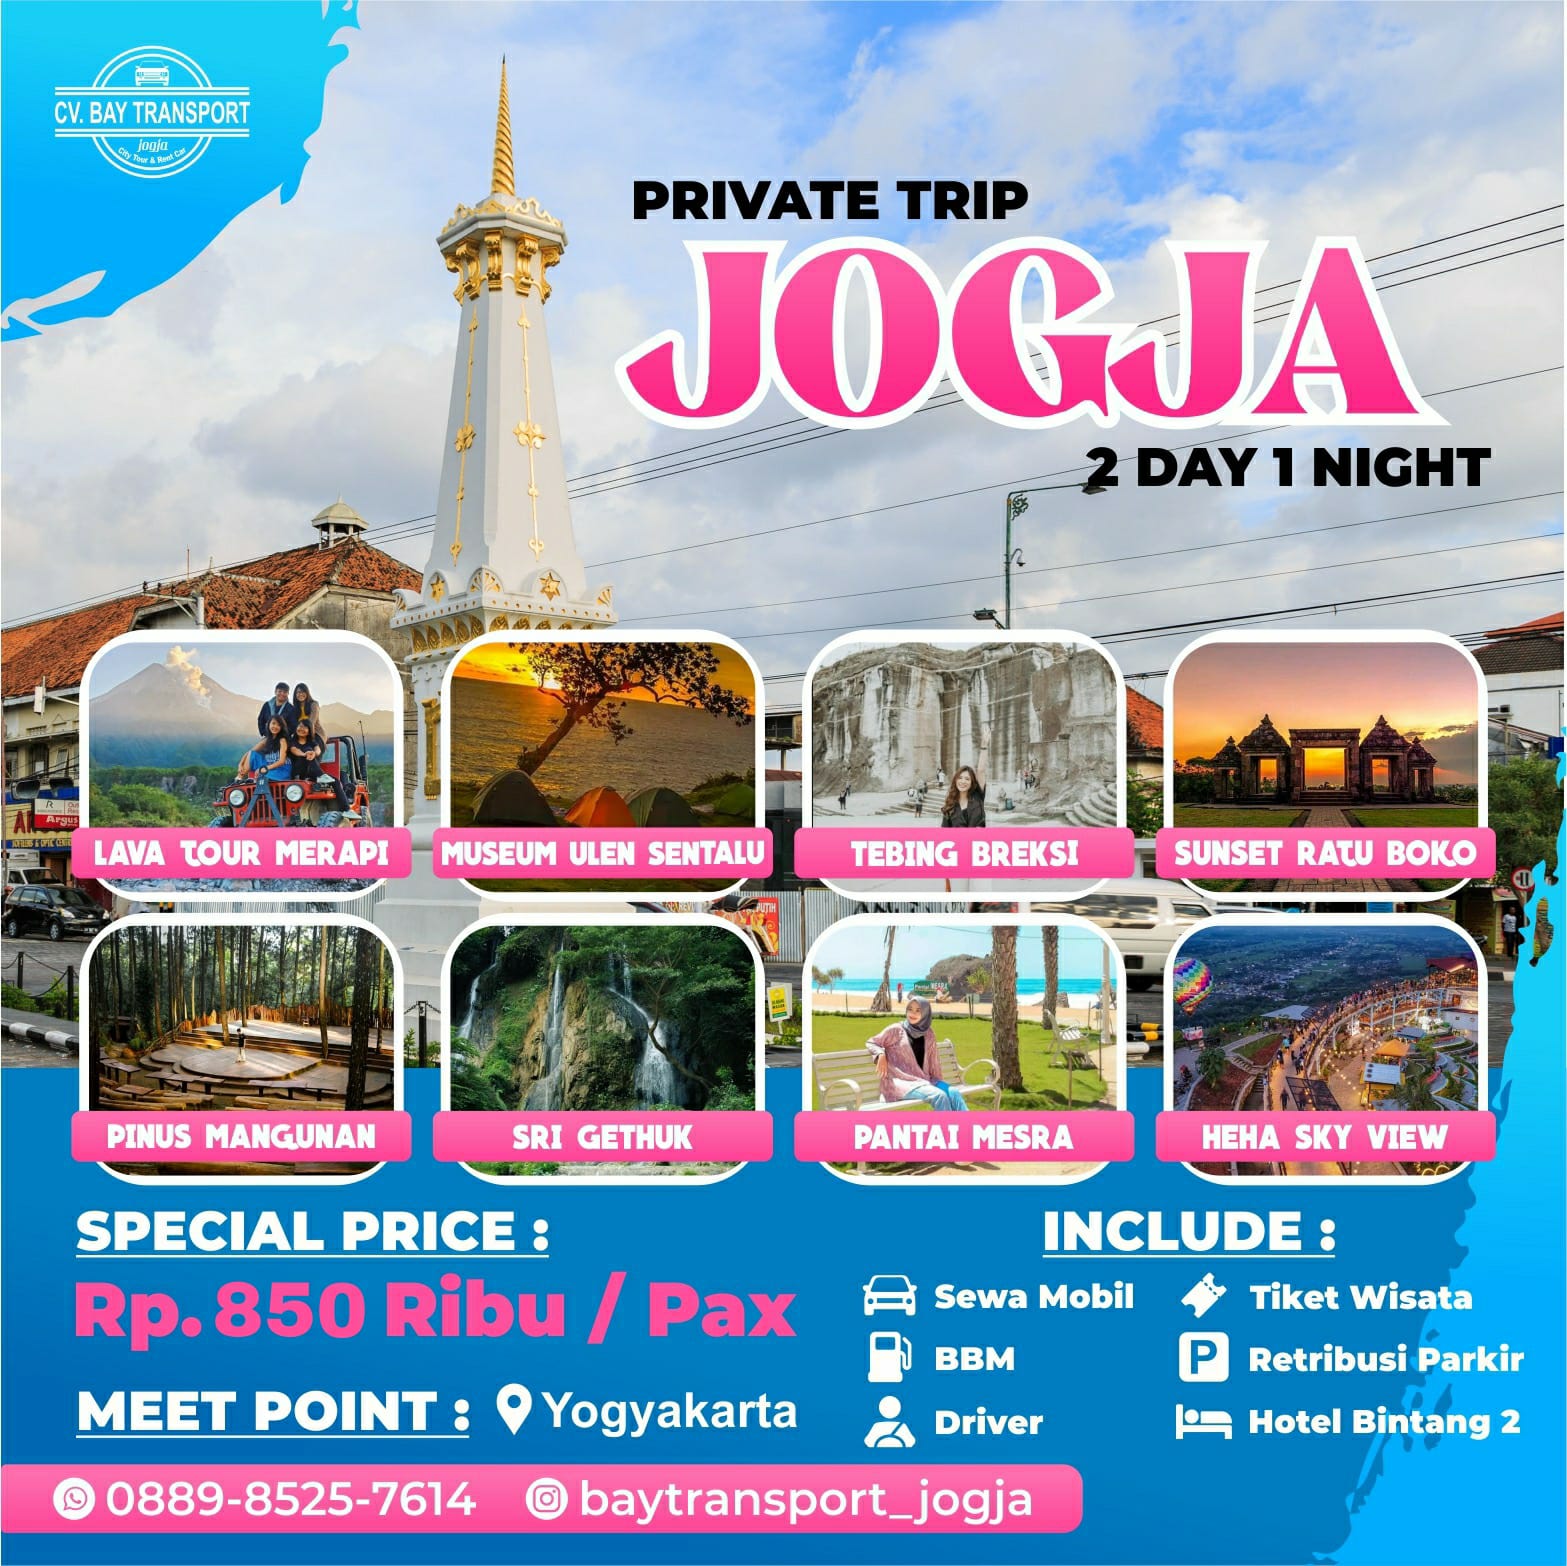 CV. BAY TRANSPORT
jogja
City Tour & Rent Car
PRIVATE TRIP
JOGJA
2 DAY 1 NIGHT
LAVA TOUR MERAPI
MUSEUM ULEN SENTALU
TEBING BREKSI
SUNSET RATU BOKO
PINUS MANGUNAN
SRI GETHUK
PANTAI MESRA
HEHA SKY VIEW
SPECIAL PRICE :
Rp. 850 Ribu / Pax
MEET POINT : Yogyakarta
INCLUDE :
Sewa Mobil
Tiket Wisata
BBM
Retribusi Parkir
Driver
Hotel Bintang 2
0889-8525-7614 baytransport_jogja